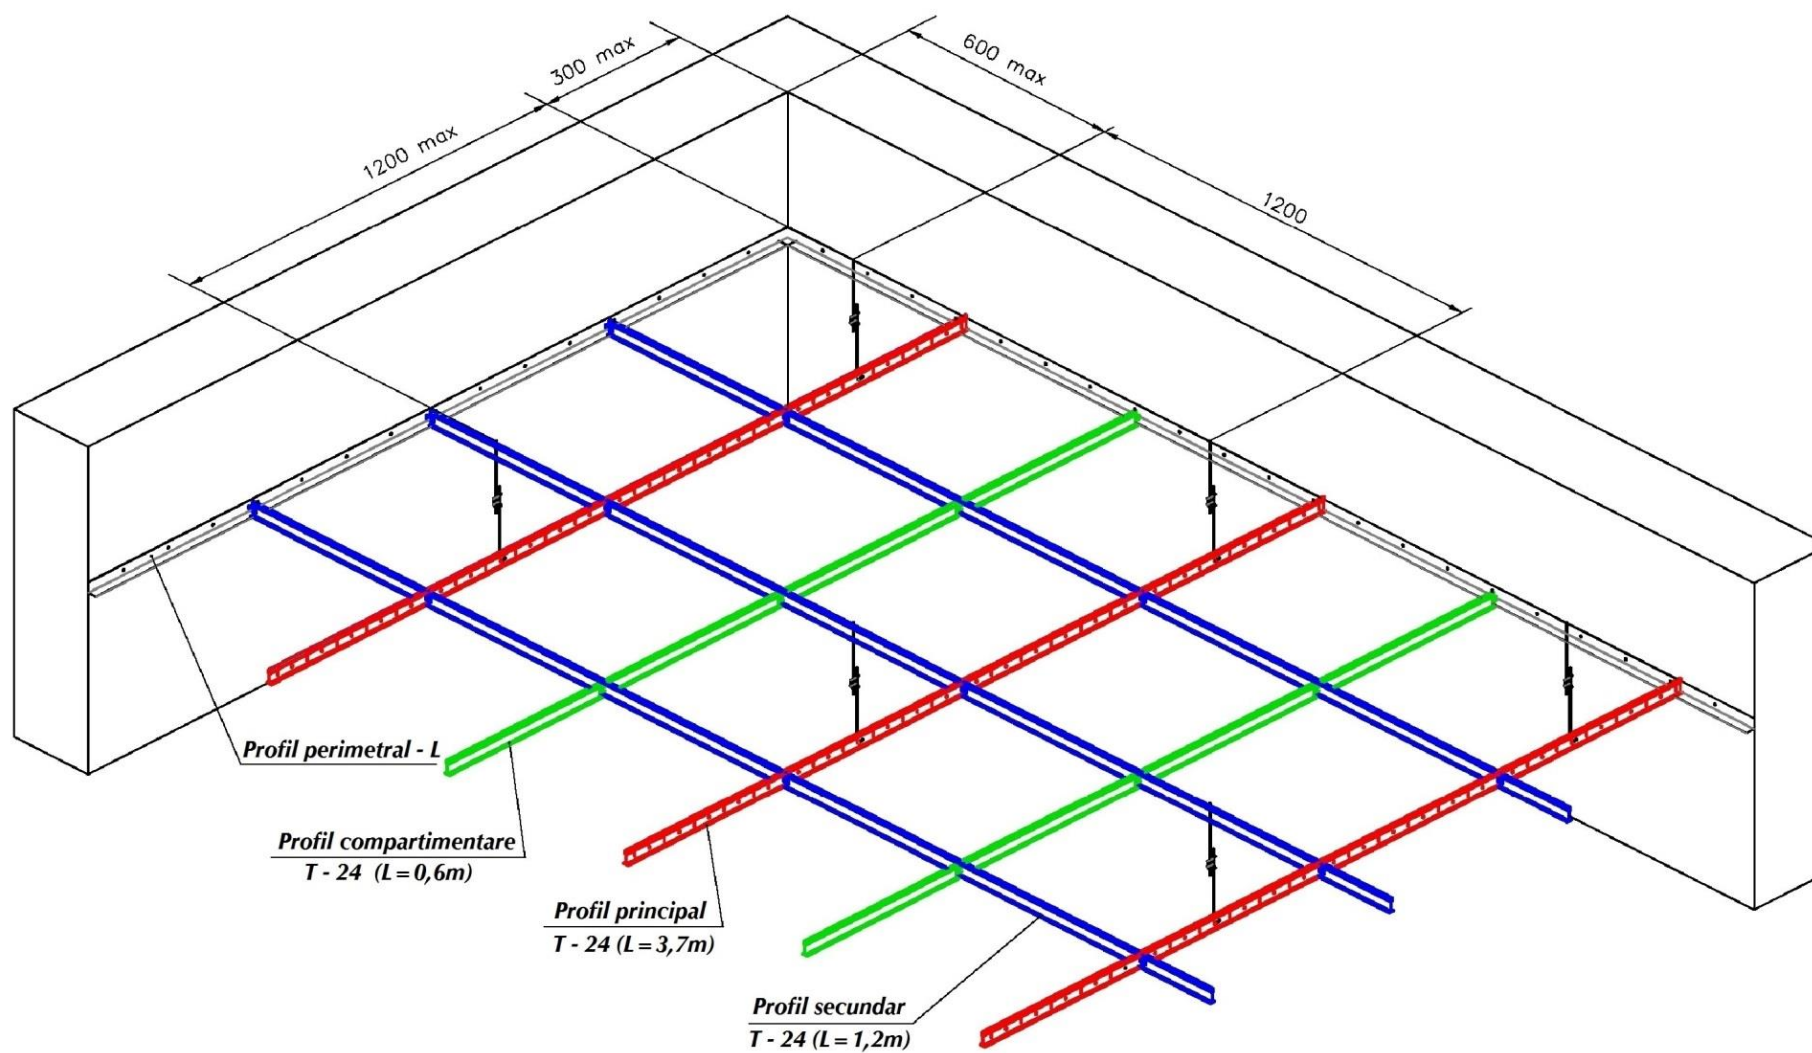 300 max
600 max
1200 max
1200
Profil perimetral - L
Profil compartimentare
T - 24 (L = 0,6m)
Profil principal
T - 24 (L = 3,7m)
Profil secundar
T - 24 (L = 1,2m)